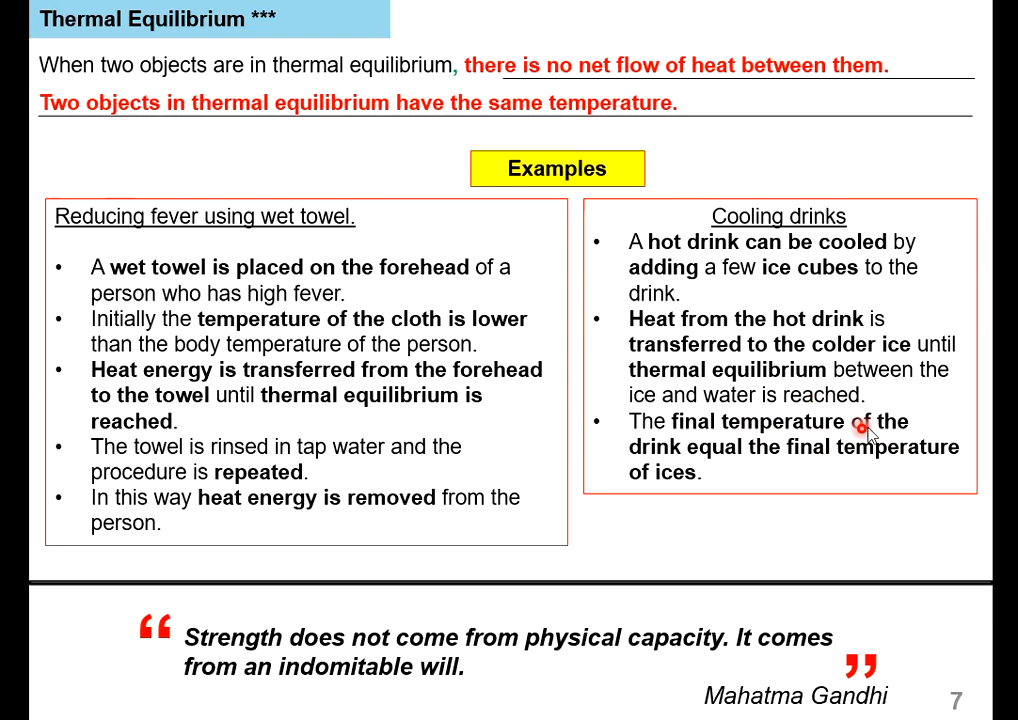 Thermal Equilibrium ***
When two objects are in thermal equilibrium, there is no net flow of heat between them.
Two objects in thermal equilibrium have the same temperature.
Examples
Reducing fever using wet towel.
• A wet towel is placed on the forehead of a
person who has high fever.
• Initially the temperature of the cloth is lower
than the body temperature of the person.
• Heat energy is transferred from the forehead
to the towel until thermal equilibrium is
reached.
• The towel is rinsed in tap water and the
procedure is repeated.
• In this way heat energy is removed from the
person.
Cooling drinks
• A hot drink can be cooled by
adding a few ice cubes to the
drink.
• Heat from the hot drink is
transferred to the colder ice until
thermal equilibrium between the
ice and water is reached.
• The final temperature of the
drink equal the final temperature
of ices.
“ Strength does not come from physical capacity. It comes
from an indomitable will. ”
Mahatma Gandhi
7